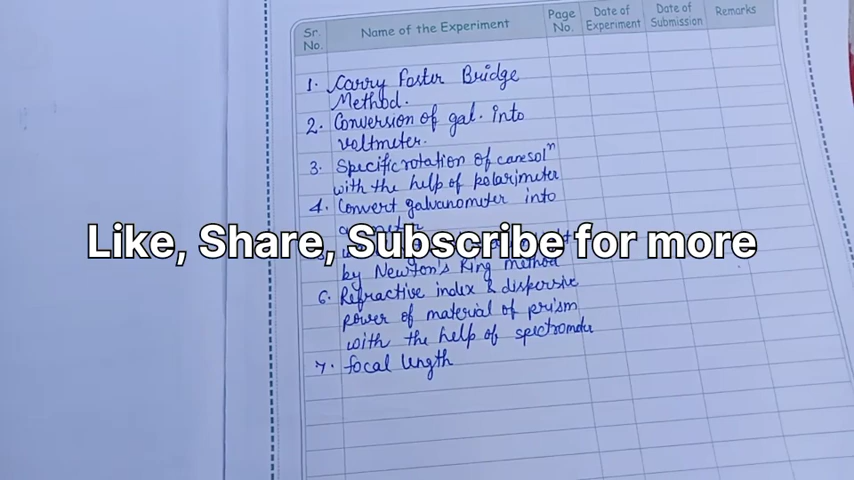 Sr. No.
Name of the Experiment
Page No.
Date of Experiment
Date of Submission
Remarks
1. Carry Foster Bridge
Method.
2. Conversion of gal. into
voltmeter.
3. Specific rotation of cane solⁿ
with the help of polarimeter
4. Convert galvanometer into
Like, Share, Subscribe for more
by Newton's Ring method
6. Refractive index & dispersive
power of material of prism
with the help of spectrometer
7. focal length